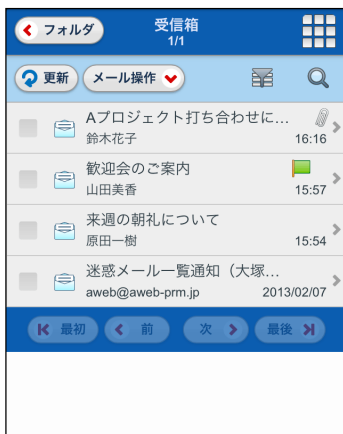 フォルダ
受信箱
1/1
更新
メール操作
Aプロジェクト打ち合わせに...
鈴木花子
16:16
歓迎会のご案内
山田美香
15:57
来週の朝礼について
原田一樹
15:54
迷惑メール一覧通知（大塚...
aweb@aweb-prm.jp
2013/02/07
最初
前
次
最後